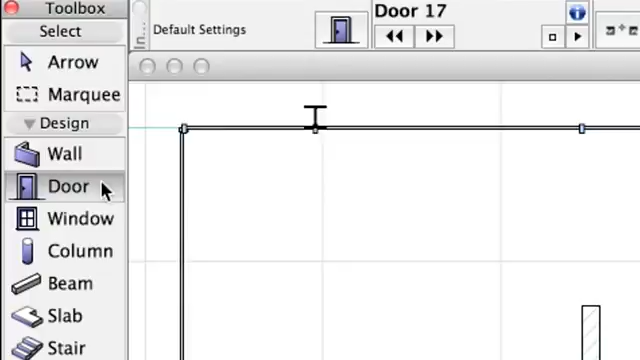 Toolbox
Select
Arrow
Marquee
Design
Wall
Door
Window
Column
Beam
Slab
Stair
Default Settings
Door 17